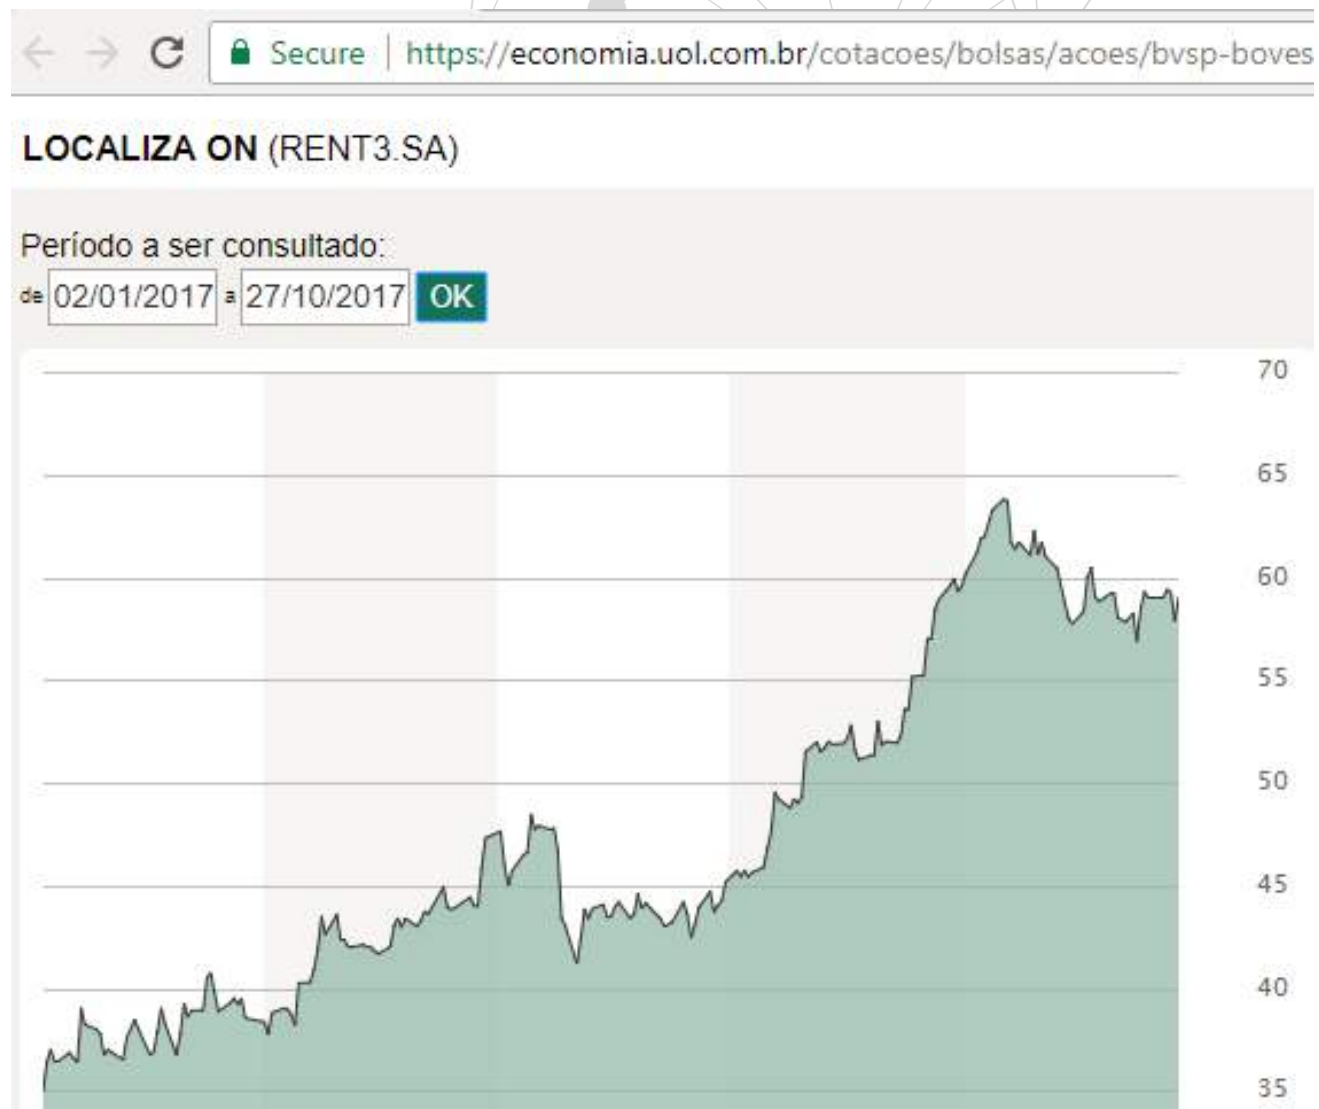 Secure | https://economia.uol.com.br/cotacoes/bolsas/acoes/bvsp-boves
LOCALIZA ON (RENT3.SA)
Período a ser consultado:
de 02/01/2017 a 27/10/2017 OK
70
65
60
55
50
45
40
35